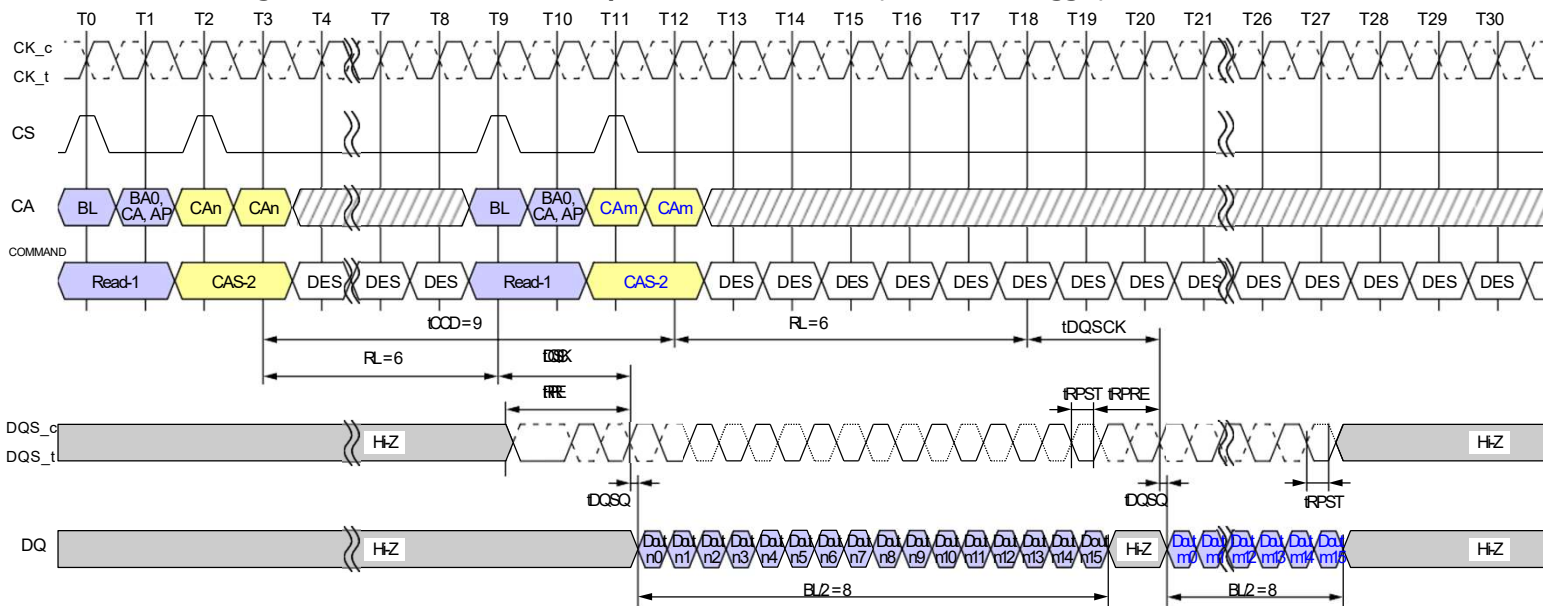 T0 T1 T2 T3 T4 T7 T8 T9 T10 T11 T12 T13 T14 T15 T16 T17 T18 T19 T20 T21 T26 T27 T28 T29 T30
CK_c
CK_t
CS
CA BL BA0, CA, AP CAn CAn BL BA0, CA, AP CAm CAm
COMMAND
Read-1 CAS-2 DES DES DES Read-1 CAS-2 DES DES DES DES DES DES DES DES DES DES DES DES DES DES
tCCD = 9 RL = 6 tDQSCK
RL = 6
tRPST tRPRE
DQS_c
DQS_t
Hi-Z Hi-Z
tDQSQ tDQSQ tRPST
DQ Hi-Z Dout n0 Dout n1 Dout n2 Dout n3 Dout n4 Dout n5 Dout n6 Dout n7 Dout n8 Dout n9 Dout n10 Dout n11 Dout n12 Dout n13 Dout n14 Dout n15 Hi-Z Dout m0 Dout Dout m12 Dout m13 Dout m14 Dout m15 Hi-Z
BL/2 = 8 BL/2 = 8